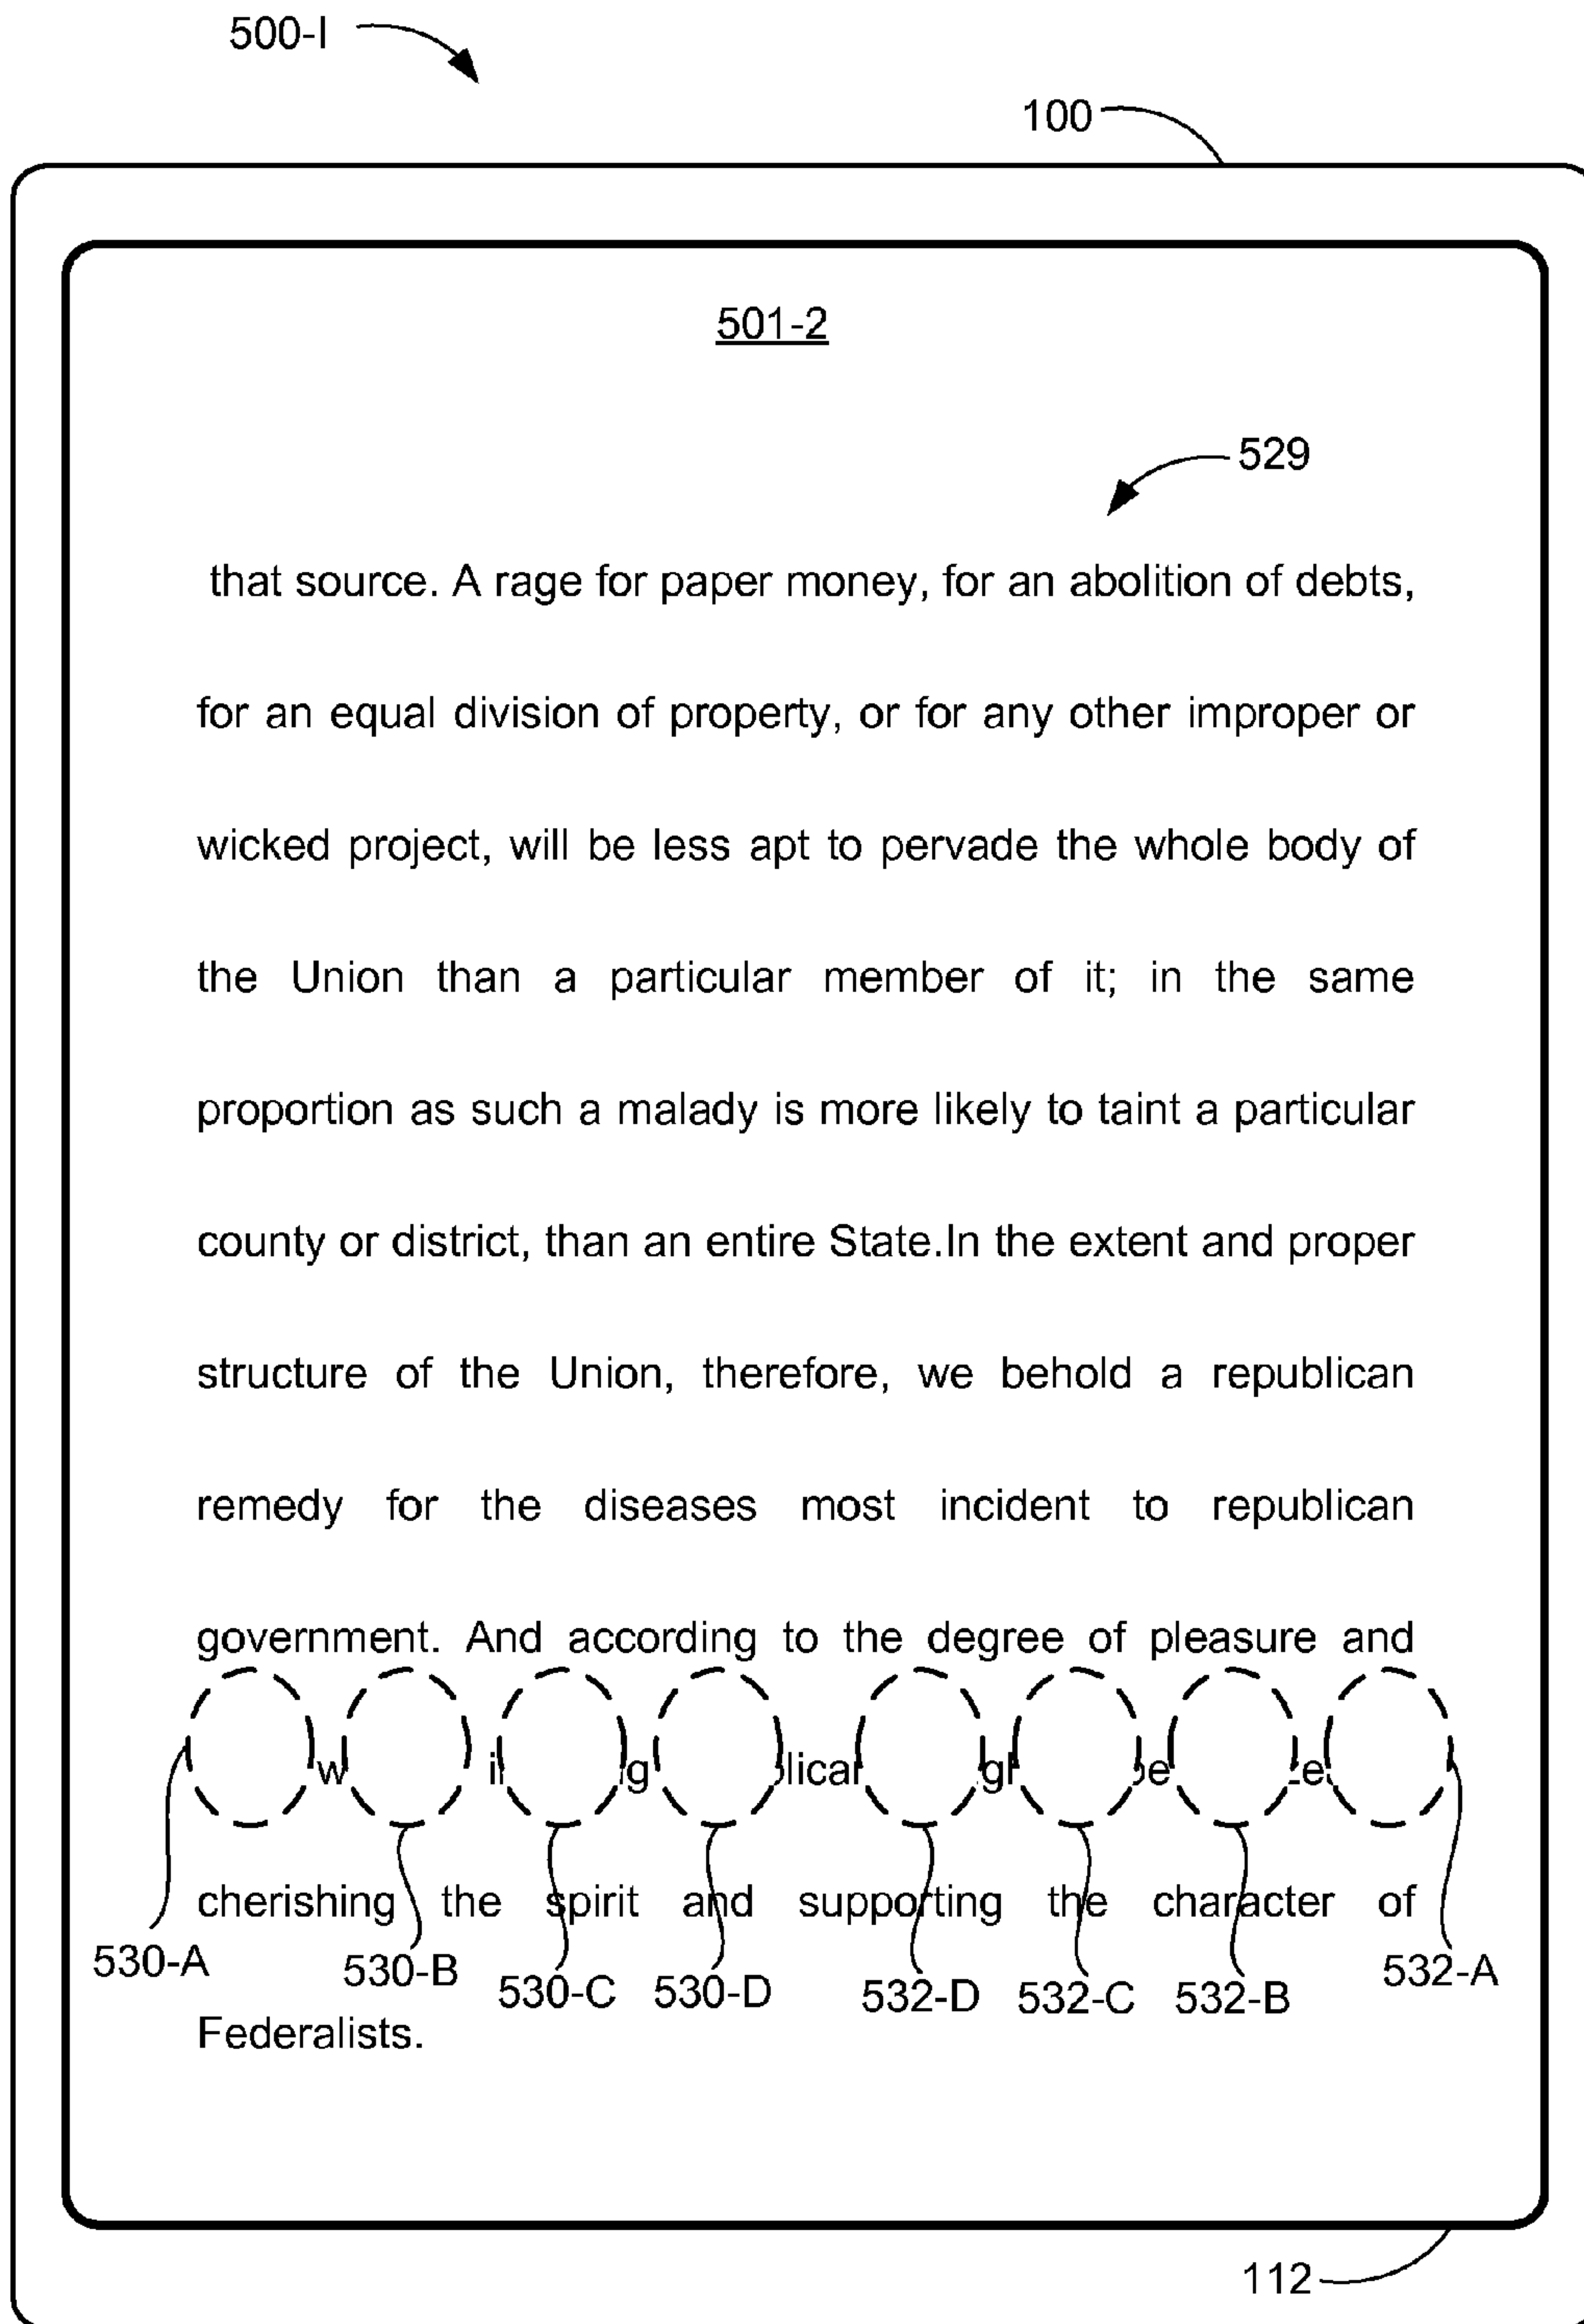 500-I
100
501-2
529
that source. A rage for paper money, for an abolition of debts,
for an equal division of property, or for any other improper or
wicked project, will be less apt to pervade the whole body of
the Union than a particular member of it; in the same
proportion as such a malady is more likely to taint a particular
county or district, than an entire State.In the extent and proper
structure of the Union, therefore, we behold a republican
remedy for the diseases most incident to republican
government. And according to the degree of pleasure and
cherishing the spirit and supporting the character of
530-A 530-B 530-C 530-D 532-D 532-C 532-B 532-A
Federalists.
112